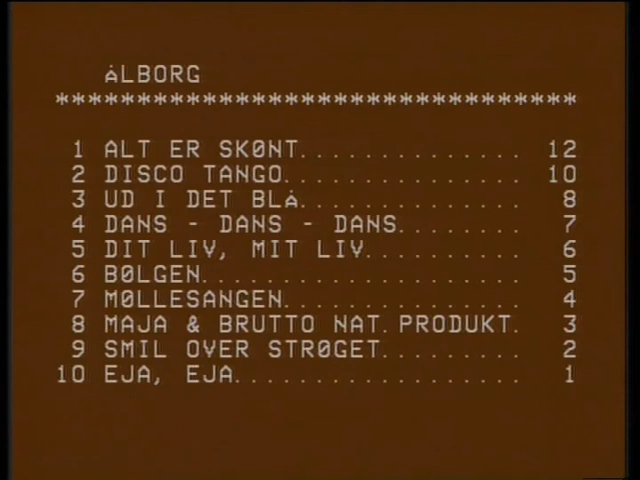 ÅLBORG
********************************
1 ALT ER SKØNT............... 12
2 DISCO TANGO............... 10
3 UD I DET BLÅ.............. 8
4 DANS - DANS - DANS........ 7
5 DIT LIV, MIT LIV.......... 6
6 BØLGEN.................... 5
7 MØLLESANGEN............... 4
8 MAJA & BRUTTO NAT. PRODUKT. 3
9 SMIL OVER STRØGET......... 2
10 EJA, EJA.................. 1